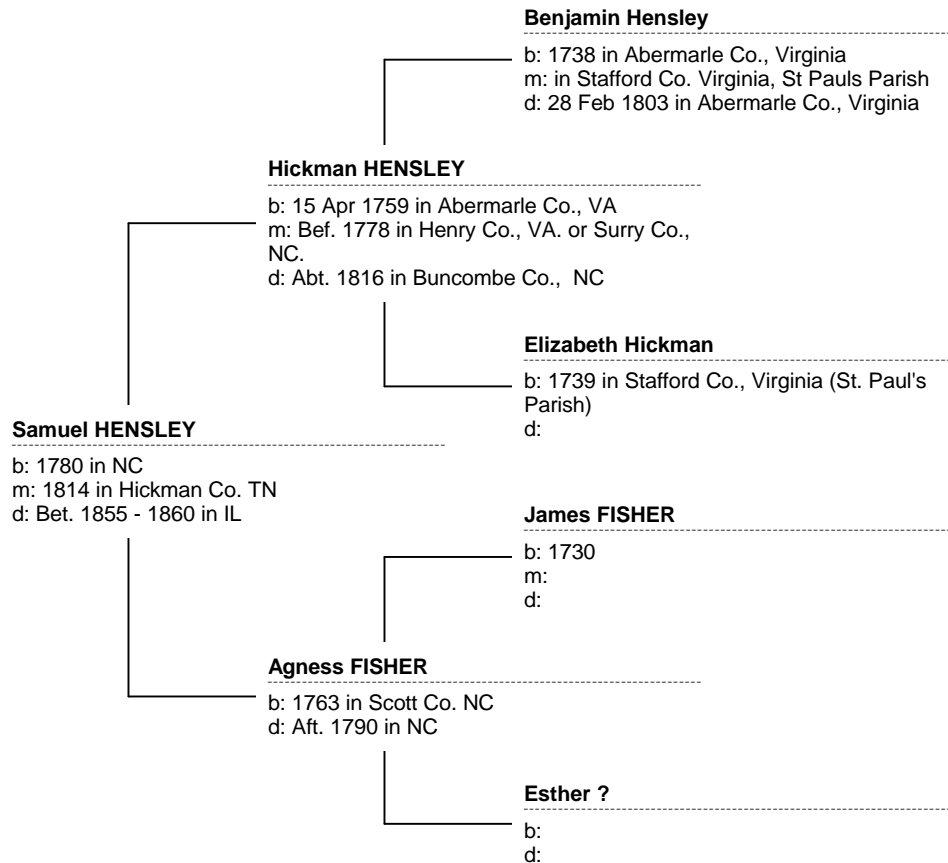 Benjamin Hensley
b: 1738 in Abermarle Co., Virginia
m: in Stafford Co. Virginia, St Pauls Parish
d: 28 Feb 1803 in Abermarle Co., Virginia
Hickman HENSLEY
b: 15 Apr 1759 in Abermarle Co., VA
m: Bef. 1778 in Henry Co., VA. or Surry Co.,
NC.
d: Abt. 1816 in Buncombe Co.,  NC
Elizabeth Hickman
b: 1739 in Stafford Co., Virginia (St. Paul's
Parish)
d:
Samuel HENSLEY
b: 1780 in NC
m: 1814 in Hickman Co. TN
d: Bet. 1855 - 1860 in IL
James FISHER
b: 1730
m:
d:
Agness FISHER
b: 1763 in Scott Co. NC
d: Aft. 1790 in NC
Esther ?
b:
d: